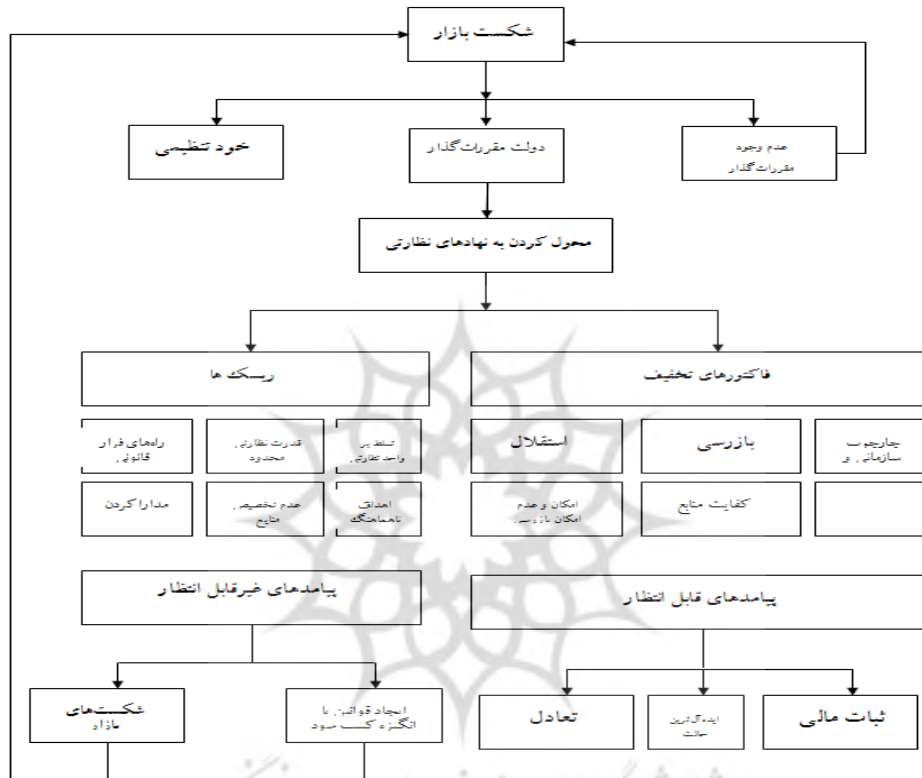 شکست بازار
خود تنظیمی
دولت مقررات‌گذار
عدم وجود
مقررات‌گذار
محول کردن به نهادهای نظارتی
فاکتورهای تخفیف
ریسک ها
استقلال
بازرسی
چارچوب
سازمانی و
امکان و عدم
امکان بازرسی
کفایت منابع
راه‌های فرار
قانونی
قدرت نظارتی
محدود
تسلط بر
واحد نظارتی
مدارا کردن
عدم تخصیص
منابع
اهداف
ناهماهنگ
پیامدهای قابل انتظار
پیامدهای غیرقابل انتظار
ثبات مالی
ایده‌آل‌ترین
حالت
تعادل
ایجاد قوانین با
انگیزه کسب سود
شکست‌های
بازار